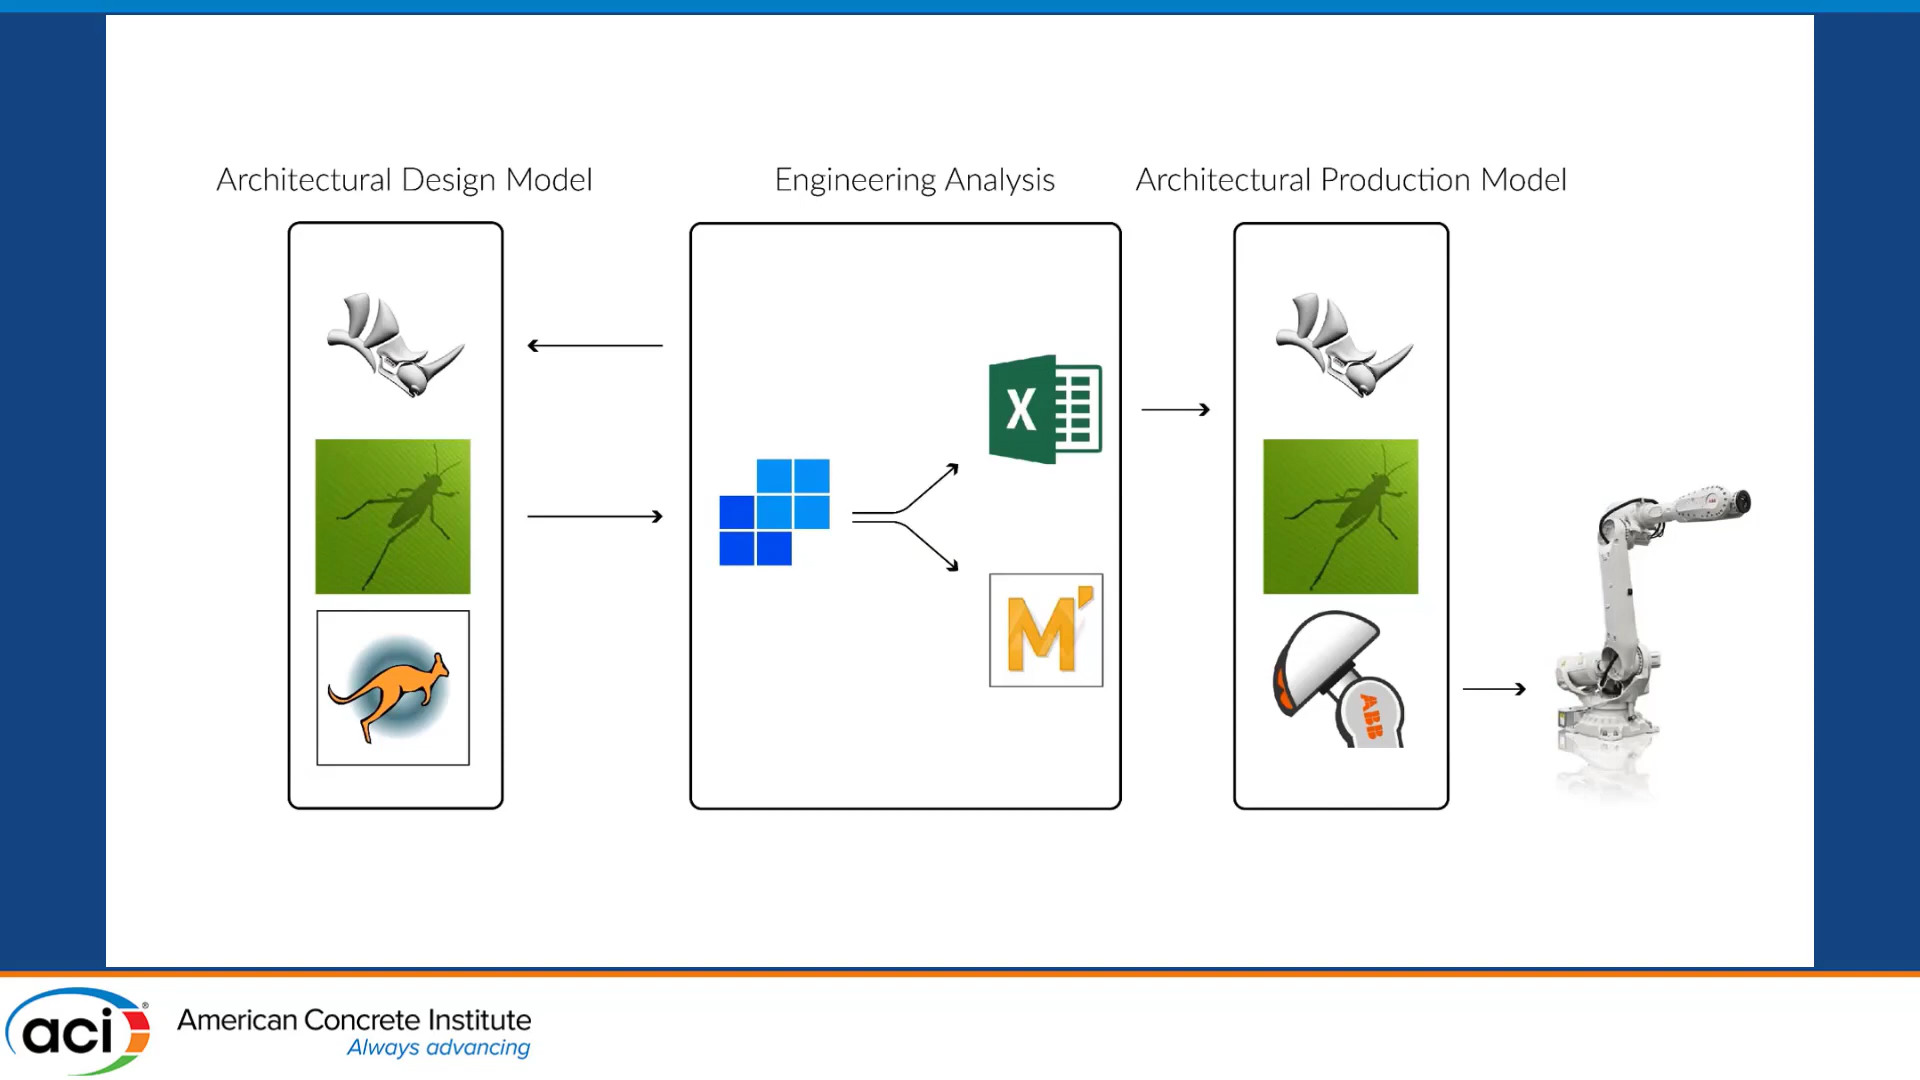 Architectural Design Model
Engineering Analysis
Architectural Production Model
X
M'
ABB
aci®
American Concrete Institute
Always advancing